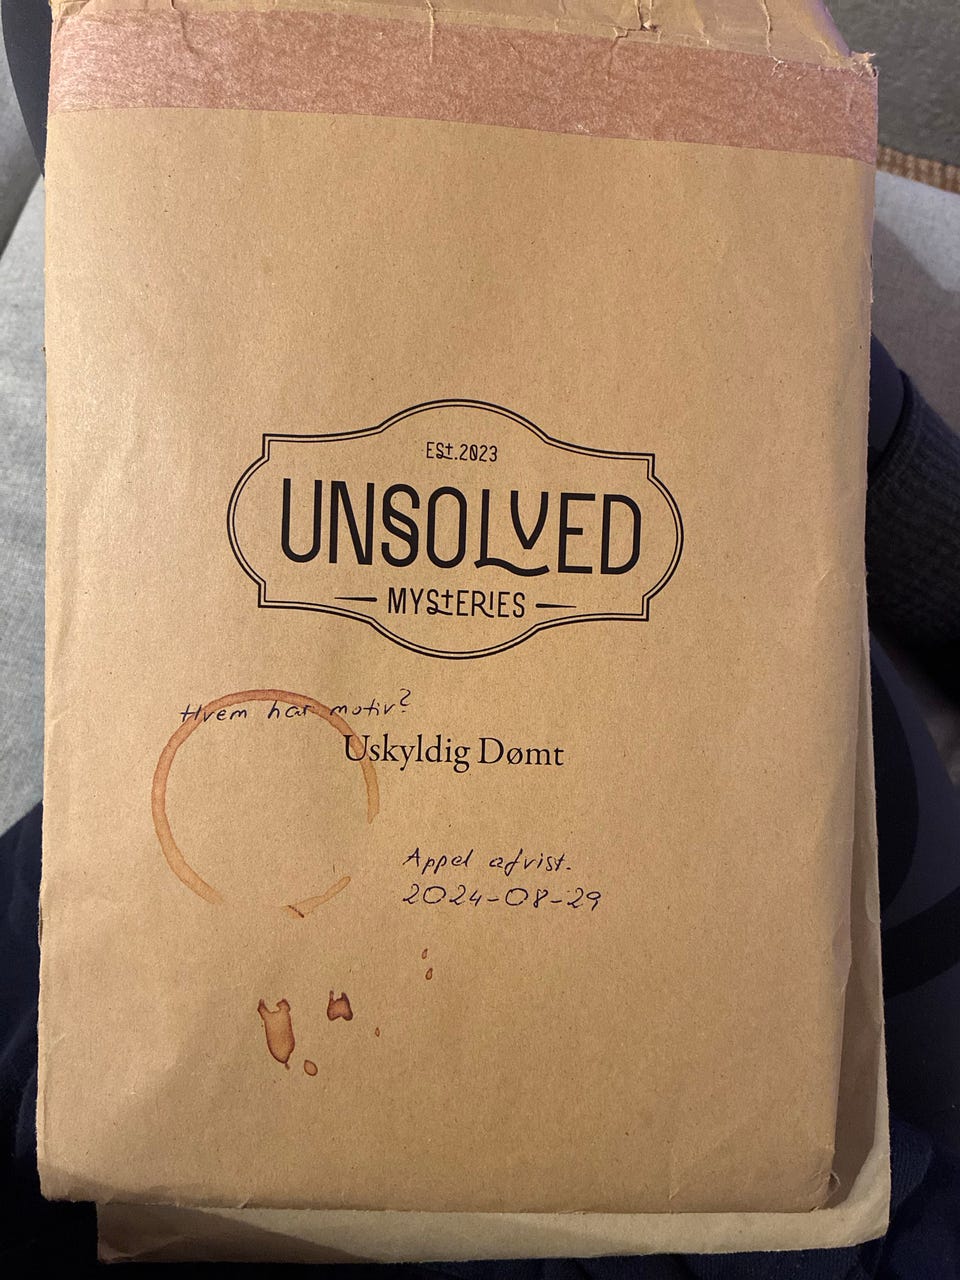 ESt.2023
UNSOLVED
MYStERIES
Hvem har motiv?
Uskyldig Dømt
Appel afvist.
2024-08-29